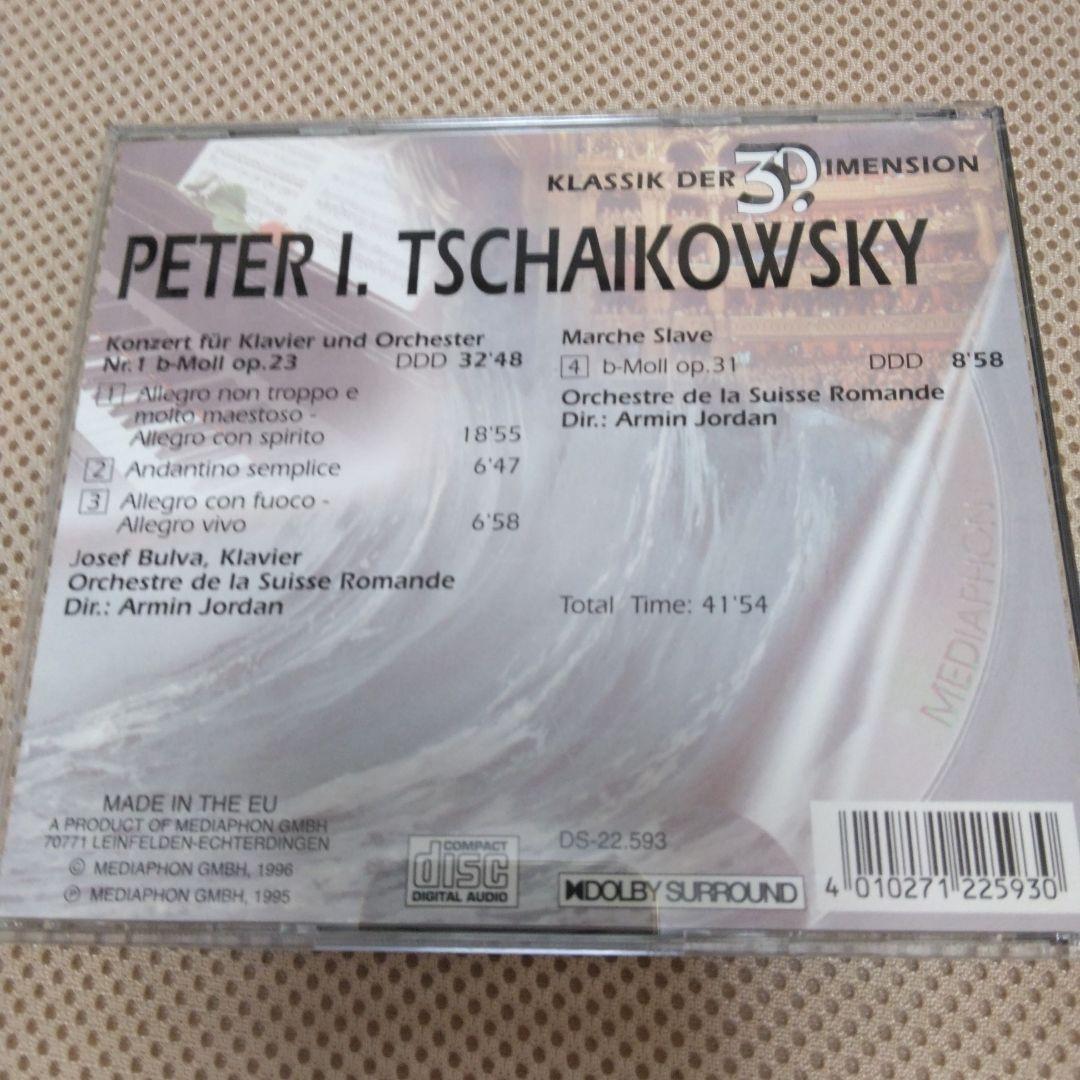 KLASSIK DER 3. DIMENSION
PETER I. TSCHAIKOWSKY
Konzert für Klavier und Orchester
Nr. 1 b-Moll op. 23 DDD 32'48
1 Allegro non troppo e
molto maestoso -
Allegro con spirito 18'55
2 Andantino semplice 6'47
3 Allegro con fuoco -
Allegro vivo 6'58
Josef Bulva, Klavier
Orchestre de la Suisse Romande
Dir.: Armin Jordan
Marche Slave
4 b-Moll op.31 DDD 8'58
Orchestre de la Suisse Romande
Dir.: Armin Jordan
Total Time: 41'54
MEDIAPHON
MADE IN THE EU
A PRODUCT OF MEDIAPHON GMBH
70771 LEINFELDEN-ECHTERDINGEN
© MEDIAPHON GMBH, 1996
℗ MEDIAPHON GMBH, 1995
COMPACT
disc
DIGITAL AUDIO
DS-22.593
DOLBY SURROUND
4 010271 225930